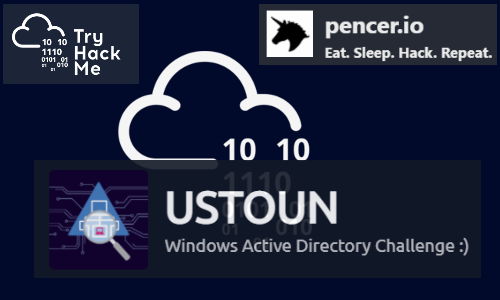 Try
Hack
Me
10 10
1110
0101 01
01 010
pencer.io
Eat. Sleep. Hack. Repeat.
10 10
1110
USTOUN
Windows Active Directory Challenge :)